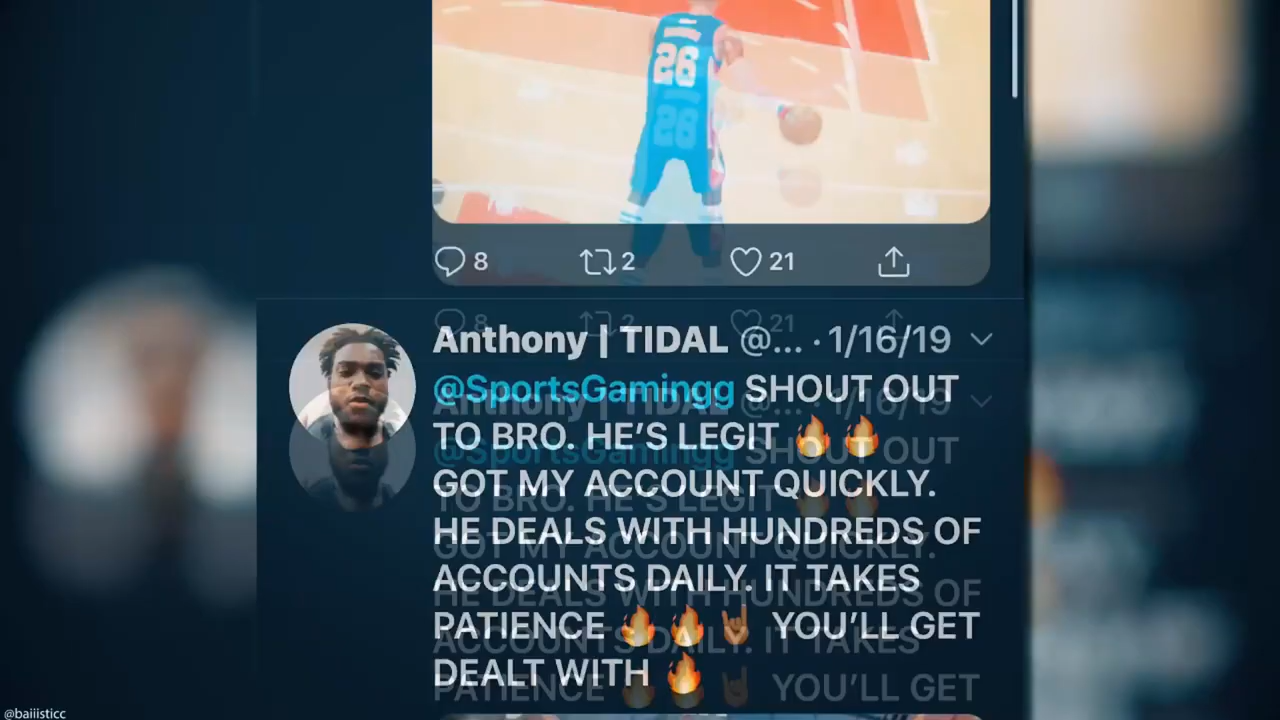 26
8 2 21
Anthony | TIDAL @... · 1/16/19
@SportsGamingg SHOUT OUT
TO BRO. HE’S LEGIT 🔥 🔥
GOT MY ACCOUNT QUICKLY.
HE DEALS WITH HUNDREDS OF
ACCOUNTS DAILY. IT TAKES
PATIENCE 🔥 🔥 🤘🏾 YOU’LL GET
DEALT WITH 🔥
@baiiisticc